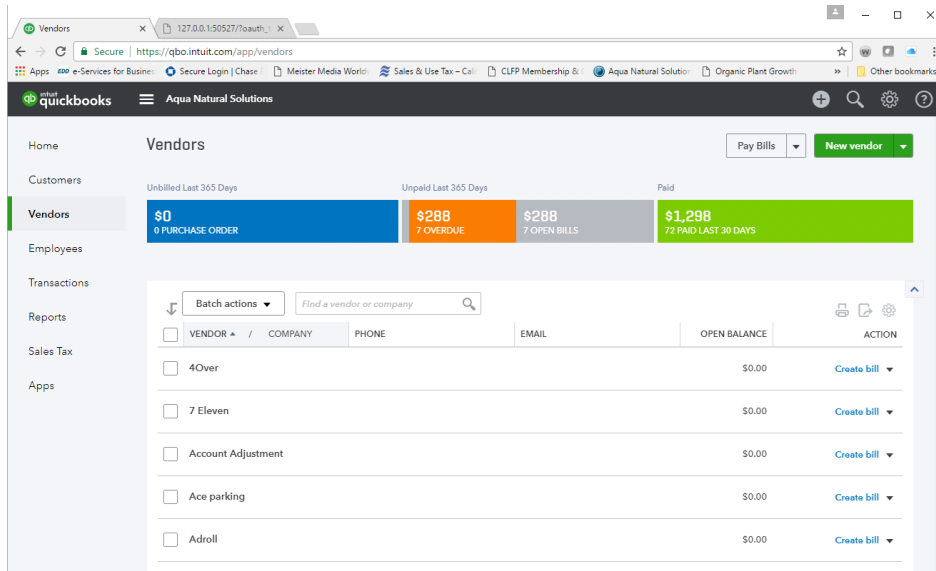 Vendors
127.0.0.1:50527/?oauth_
Secure https://qbo.intuit.com/app/vendors
Apps EDD e-Services for Busines Secure Login | Chase Meister Media World Sales & Use Tax – Cali CLFP Membership & Aqua Natural Solution Organic Plant Growth » Other bookmarks
intuit quickbooks Aqua Natural Solutions
Home
Customers
Vendors
Employees
Transactions
Reports
Sales Tax
Apps
Vendors
Pay Bills New vendor
Unbilled Last 365 Days Unpaid Last 365 Days Paid
$0 $288 $288 $1,298
0 PURCHASE ORDER 7 OVERDUE 7 OPEN BILLS 72 PAID LAST 30 DAYS
Batch actions Find a vendor or company
VENDOR / COMPANY PHONE EMAIL OPEN BALANCE ACTION
4Over $0.00 Create bill
7 Eleven $0.00 Create bill
Account Adjustment $0.00 Create bill
Ace parking $0.00 Create bill
Adroll $0.00 Create bill